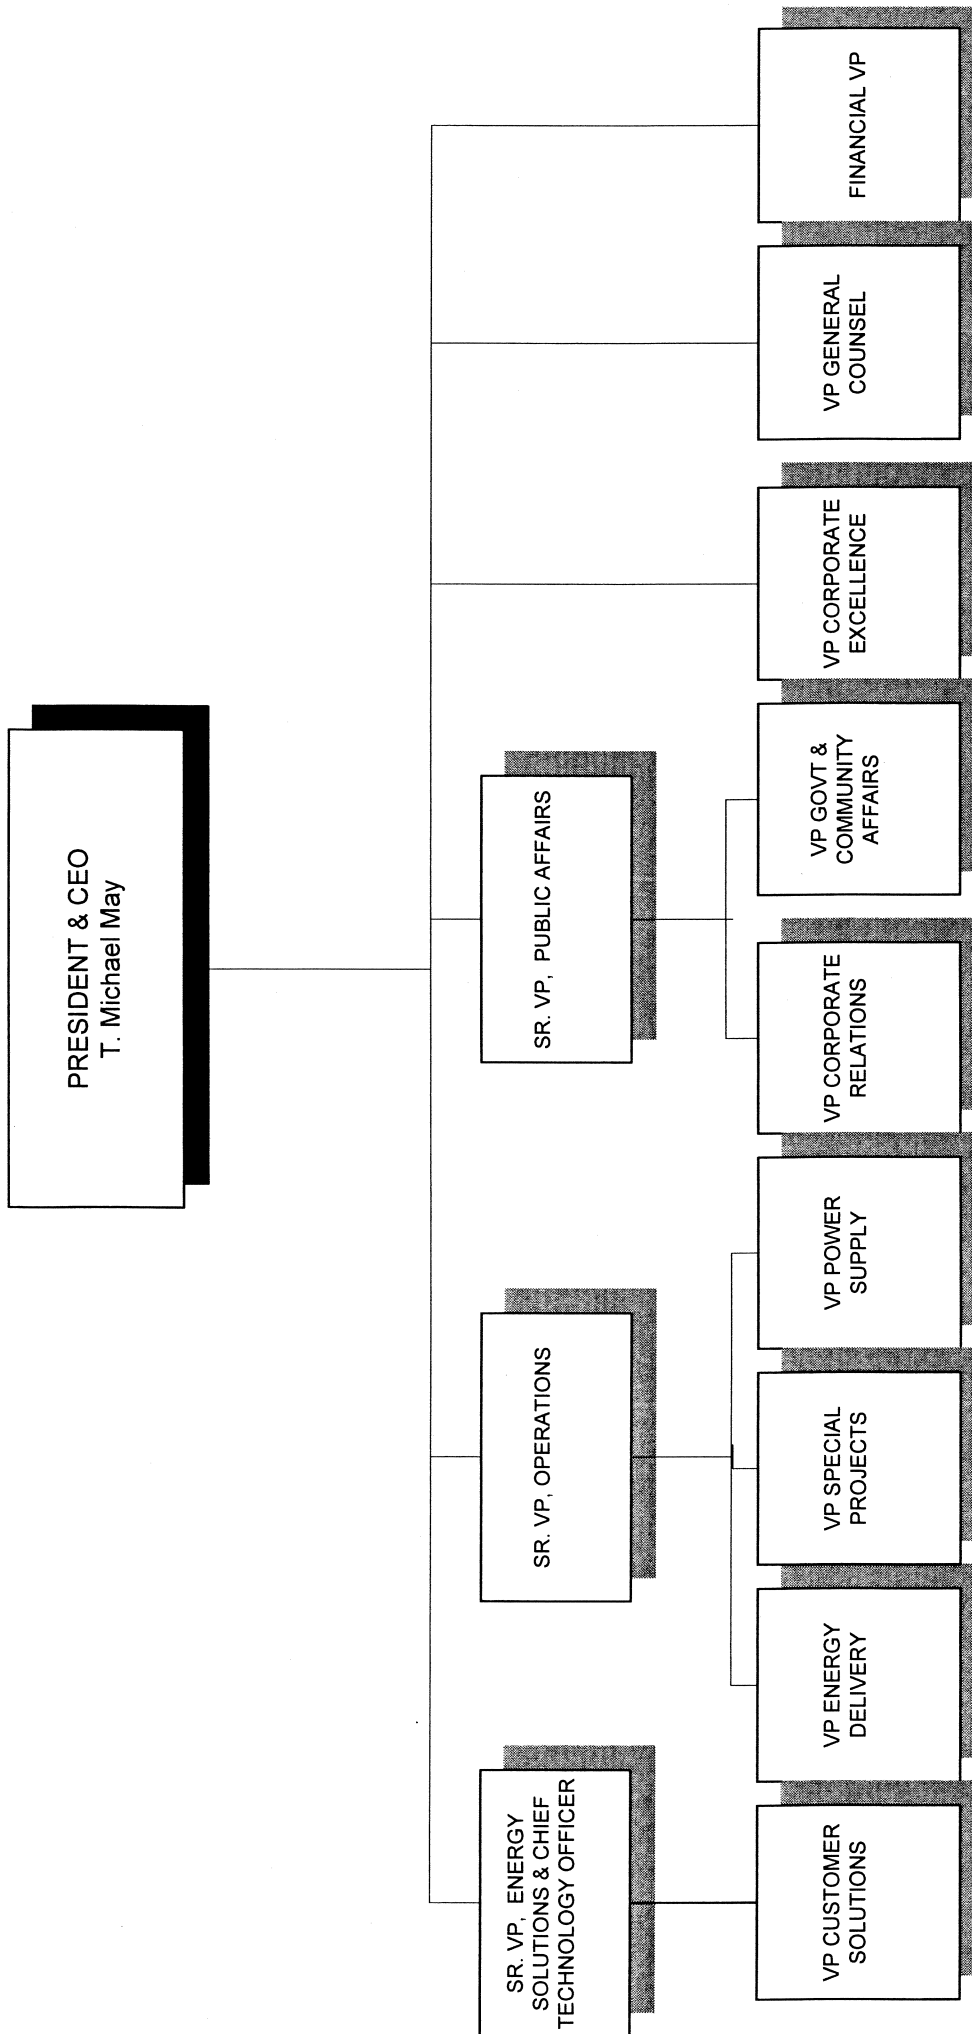 PRESIDENT & CEO
T. Michael May
SR. VP, ENERGY
SOLUTIONS & CHIEF
TECHNOLOGY OFFICER
SR. VP, OPERATIONS
SR. VP, PUBLIC AFFAIRS
VP CUSTOMER
SOLUTIONS
VP ENERGY
DELIVERY
VP SPECIAL
PROJECTS
VP POWER
SUPPLY
VP CORPORATE
RELATIONS
VP GOVT &
COMMUNITY
AFFAIRS
VP CORPORATE
EXCELLENCE
VP GENERAL
COUNSEL
FINANCIAL VP